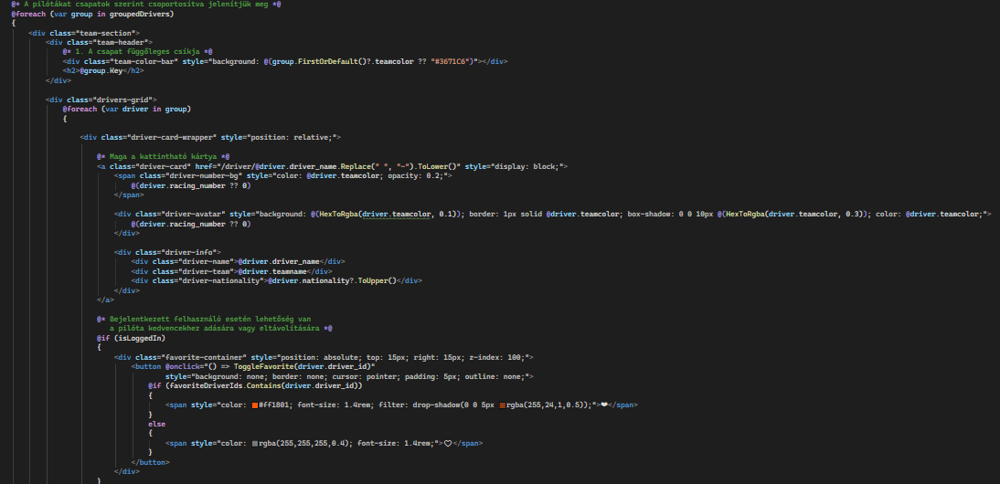 @* A pilótákat csapatok szerint csoportosítva jelenítjük meg *@
@foreach (var group in groupedDrivers)
{
<div class="team-section">
<div class="team-header">
@* 1. A csapat függőleges csíkja *@
<div class="team-color-bar" style="background: @(group.FirstOrDefault()?.teamcolor ?? "#3671C6")"></div>
<h2>@group.Key</h2>
</div>
<div class="drivers-grid">
@foreach (var driver in group)
{
<div class="driver-card-wrapper" style="position: relative;">
@* Maga a kattintható kártya *@
<a class="driver-card" href="/driver/@driver.driver_name.Replace(" ", "-").ToLower()" style="display: block;">
<span class="driver-number-bg" style="color: @driver.teamcolor; opacity: 0.2;">
@(driver.racing_number ?? 0)
</span>
<div class="driver-avatar" style="background: @(HexToRgba(driver.teamcolor, 0.1)); border: 1px solid @driver.teamcolor; box-shadow: 0 0 10px @(HexToRgba(driver.teamcolor, 0.3)); color: @driver.teamcolor;">
@(driver.racing_number ?? 0)
</div>
<div class="driver-info">
<div class="driver-name">@driver.driver_name</div>
<div class="driver-team">@driver.teamname</div>
<div class="driver-nationality">@driver.nationality?.ToUpper()</div>
</div>
</a>
@* Bejelentkezett felhasználó esetén lehetőség van
a pilóta kedvencekhez adására vagy eltávolítására *@
@if (isLoggedIn)
{
<div class="favorite-container" style="position: absolute; top: 15px; right: 15px; z-index: 100;">
<button @onclick="() => ToggleFavorite(driver.driver_id)"
style="background: none; border: none; cursor: pointer; padding: 5px; outline: none;">
@if (favoriteDriverIds.Contains(driver.driver_id))
{
<span style="color: #ff1801; font-size: 1.4rem; filter: drop-shadow(0 0 5px rgba(255,24,1,0.5));">❤</span>
}
else
{
<span style="color: rgba(255,255,255,0.4); font-size: 1.4rem;">♡</span>
}
</button>
</div>
}